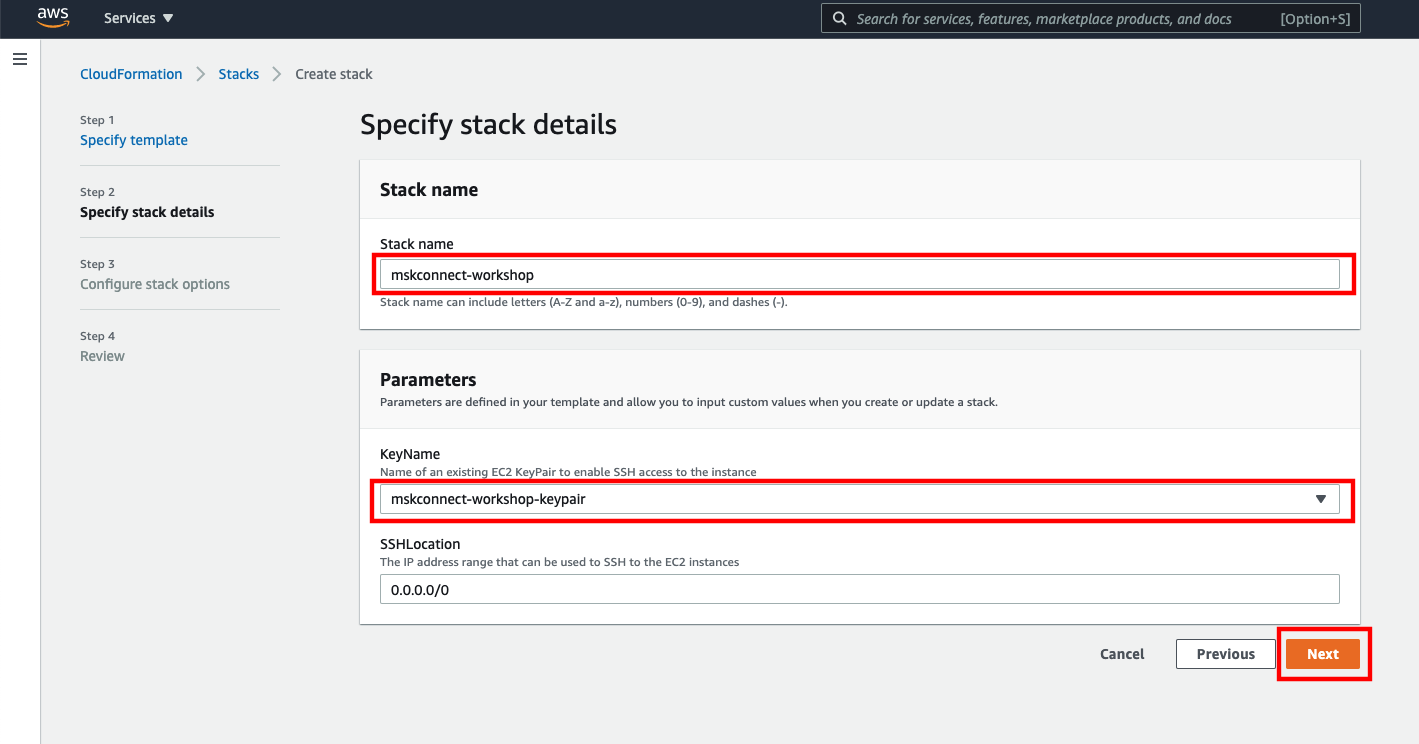 aws
Services
Search for services, features, marketplace products, and docs [Option+S]
CloudFormation
Stacks
Create stack
Step 1
Specify template
Step 2
Specify stack details
Step 3
Configure stack options
Step 4
Review
Specify stack details
Stack name
Stack name
mskconnect-workshop
Stack name can include letters (A-Z and a-z), numbers (0-9), and dashes (-).
Parameters
Parameters are defined in your template and allow you to input custom values when you create or update a stack.
KeyName
Name of an existing EC2 KeyPair to enable SSH access to the instance
mskconnect-workshop-keypair
SSHLocation
The IP address range that can be used to SSH to the EC2 instances
0.0.0.0/0
Cancel
Previous
Next